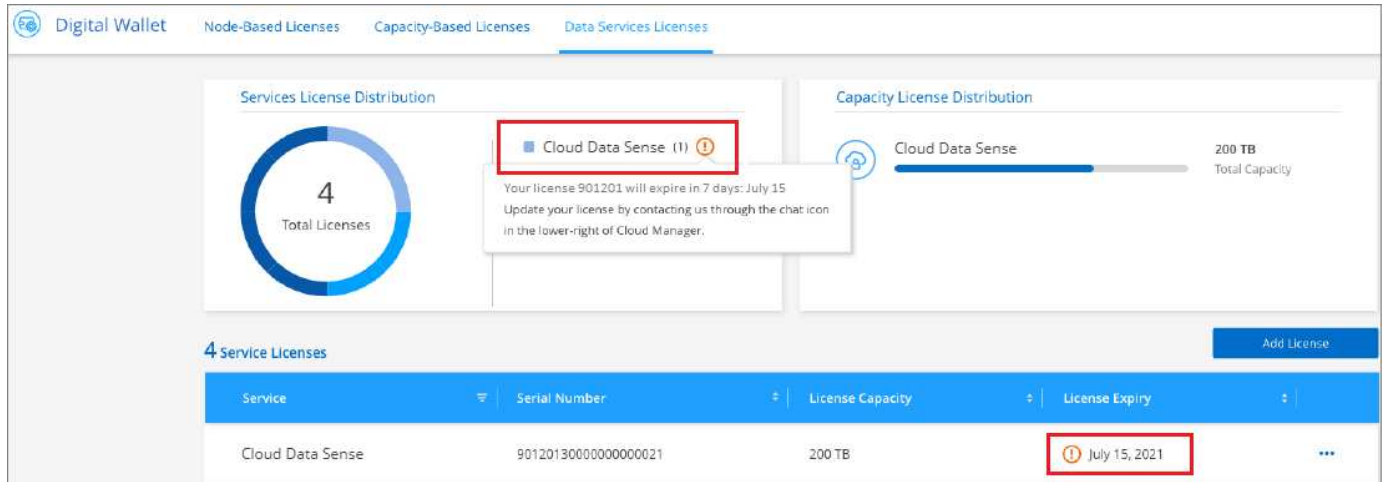 Digital Wallet
Node-Based Licenses
Capacity-Based Licenses
Data Services Licenses
Services License Distribution
4
Total Licenses
Cloud Data Sense (1)
Your license 901201 will expire in 7 days: July 15
Update your license by contacting us through the chat icon
in the lower-right of Cloud Manager.
Capacity License Distribution
Cloud Data Sense
200 TB
Total Capacity
4 Service Licenses
Add License
Service
Serial Number
License Capacity
License Expiry
Cloud Data Sense
90120130000000000021
200 TB
July 15, 2021